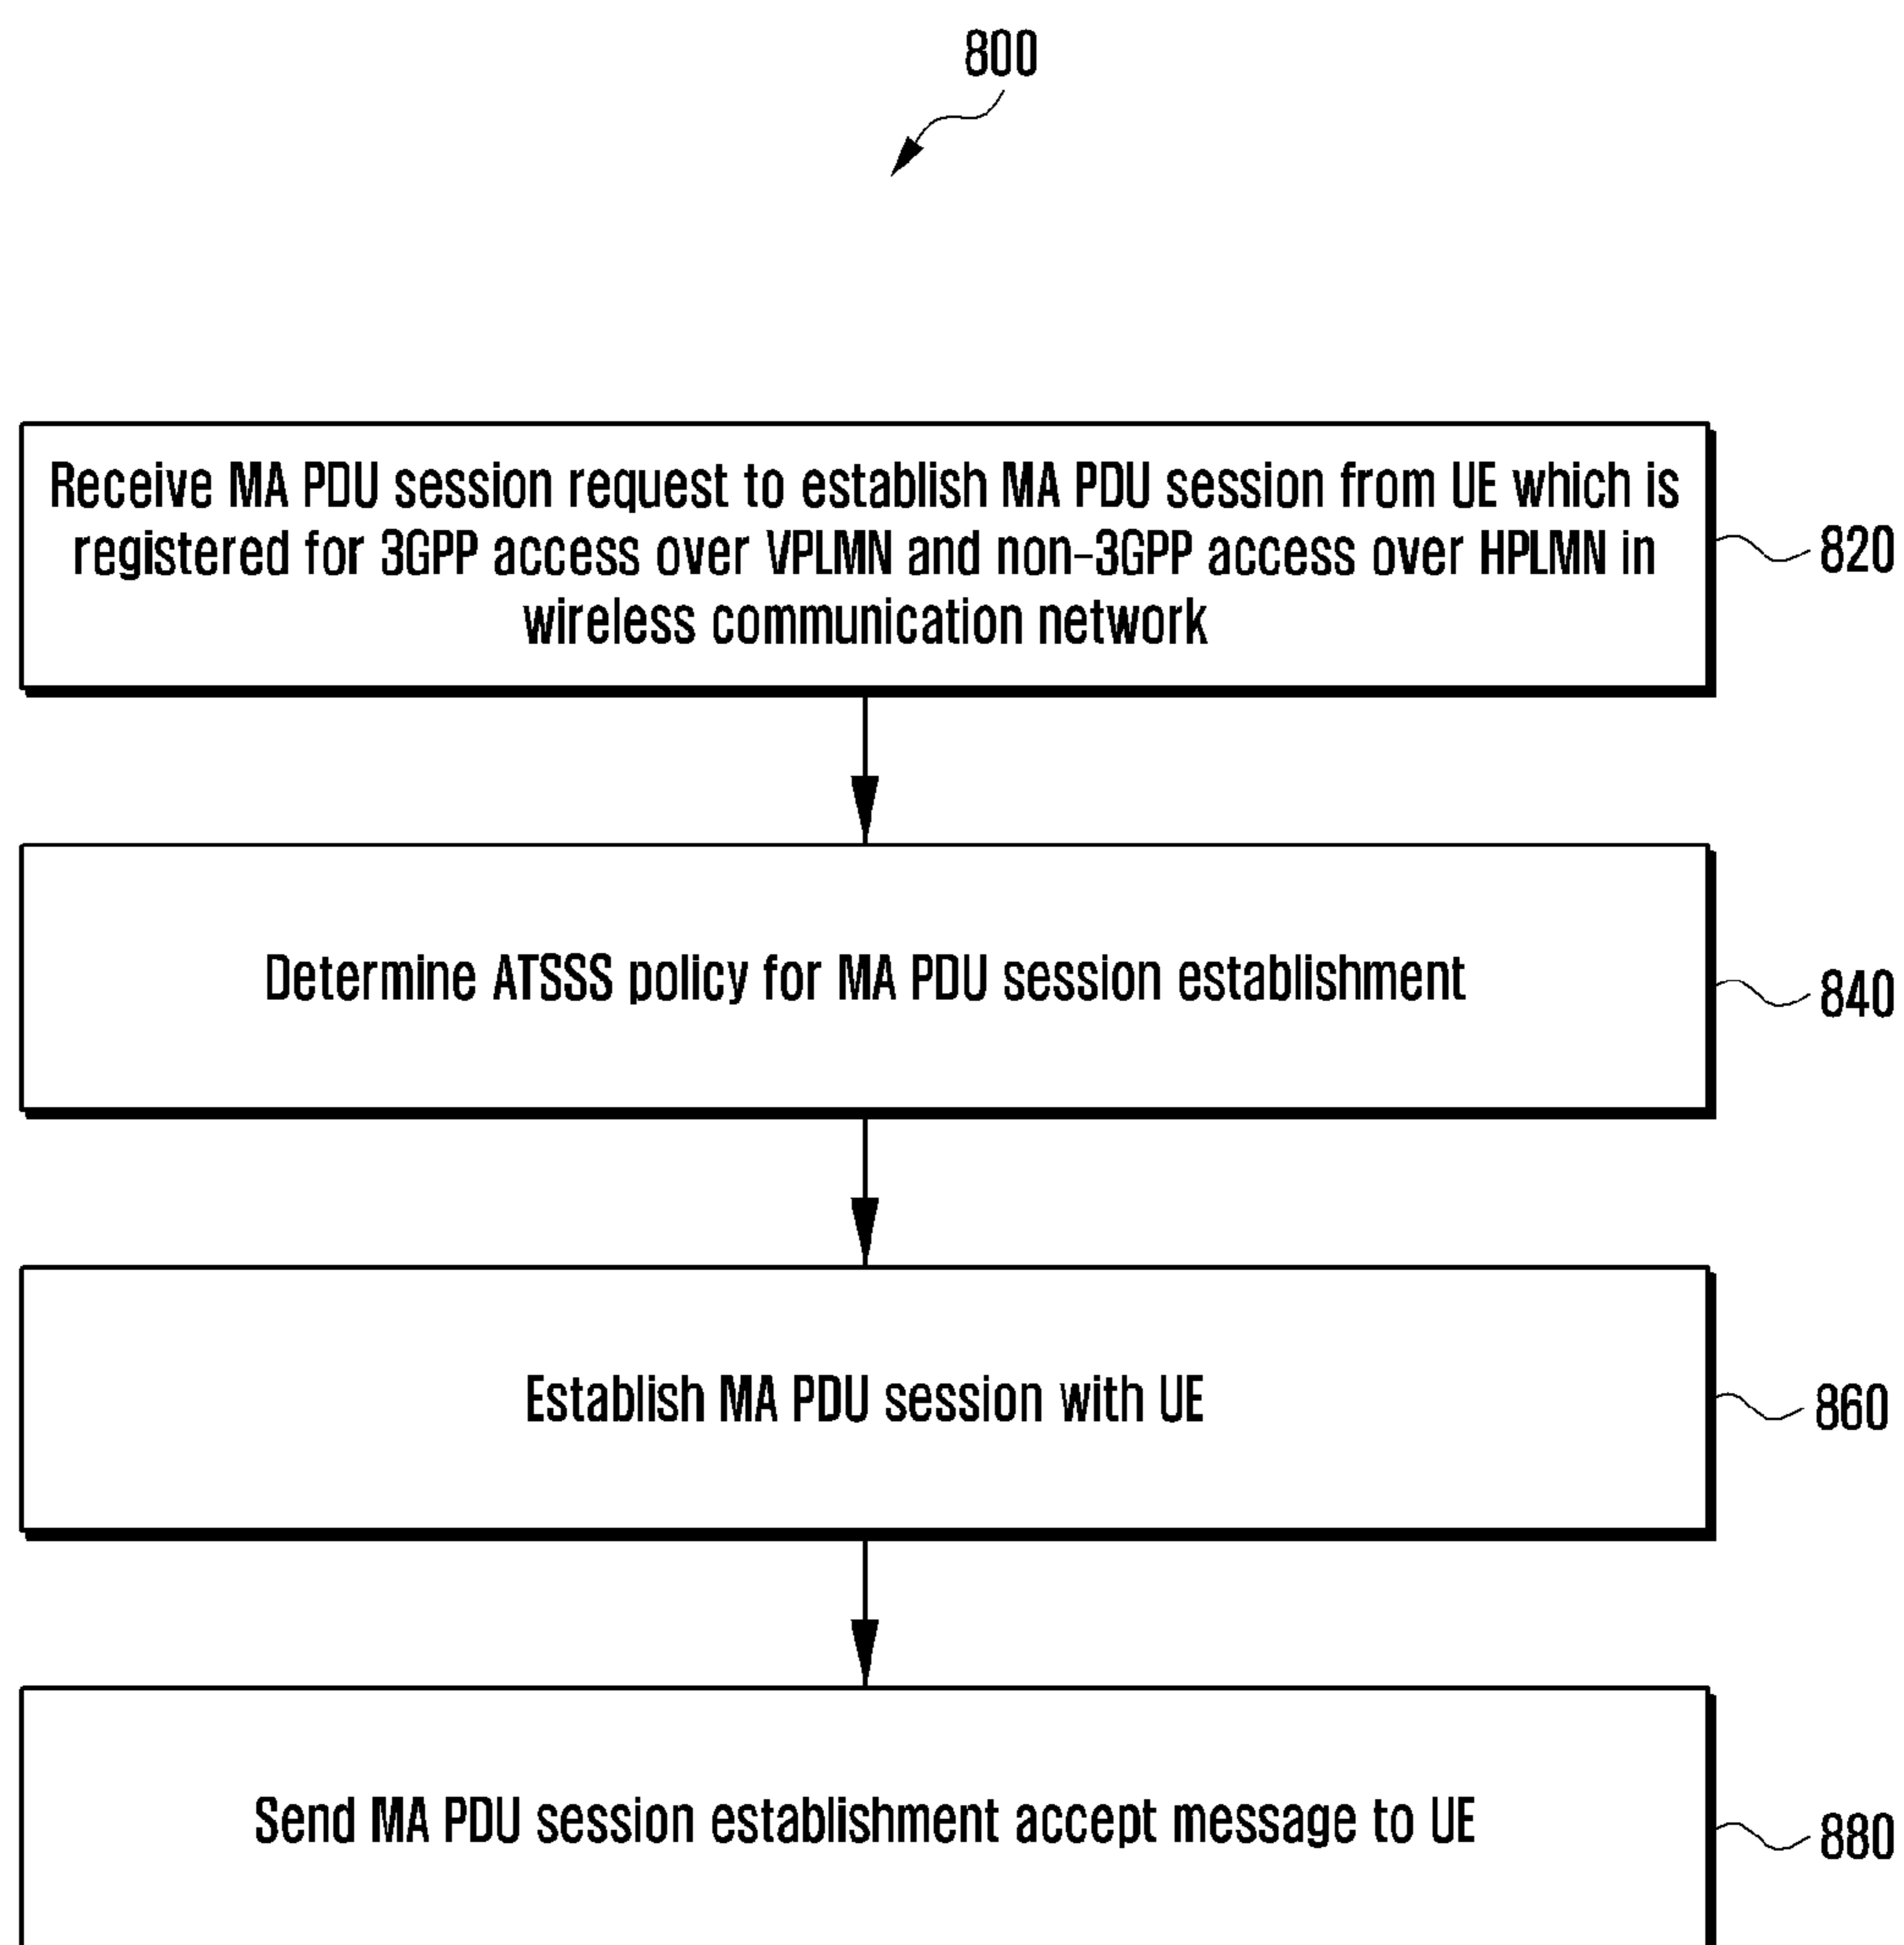 800
Receive MA PDU session request to establish MA PDU session from UE which is
registered for 3GPP access over VPLMN and non-3GPP access over HPLMN in
wireless communication network
820
Determine ATSSS policy for MA PDU session establishment
840
Establish MA PDU session with UE
860
Send MA PDU session establishment accept message to UE
880